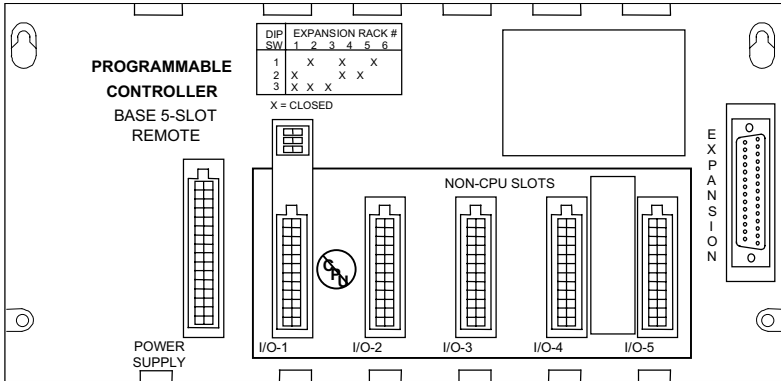 DIP EXPANSION RACK #
SW 1 2 3 4 5 6
1 X X X
2 X X X
3 X X X
X = CLOSED
PROGRAMMABLE
CONTROLLER
BASE 5-SLOT
REMOTE
EXPANSION
NON-CPU SLOTS
CPU
POWER
SUPPLY
I/O-1
I/O-2
I/O-3
I/O-4
I/O-5